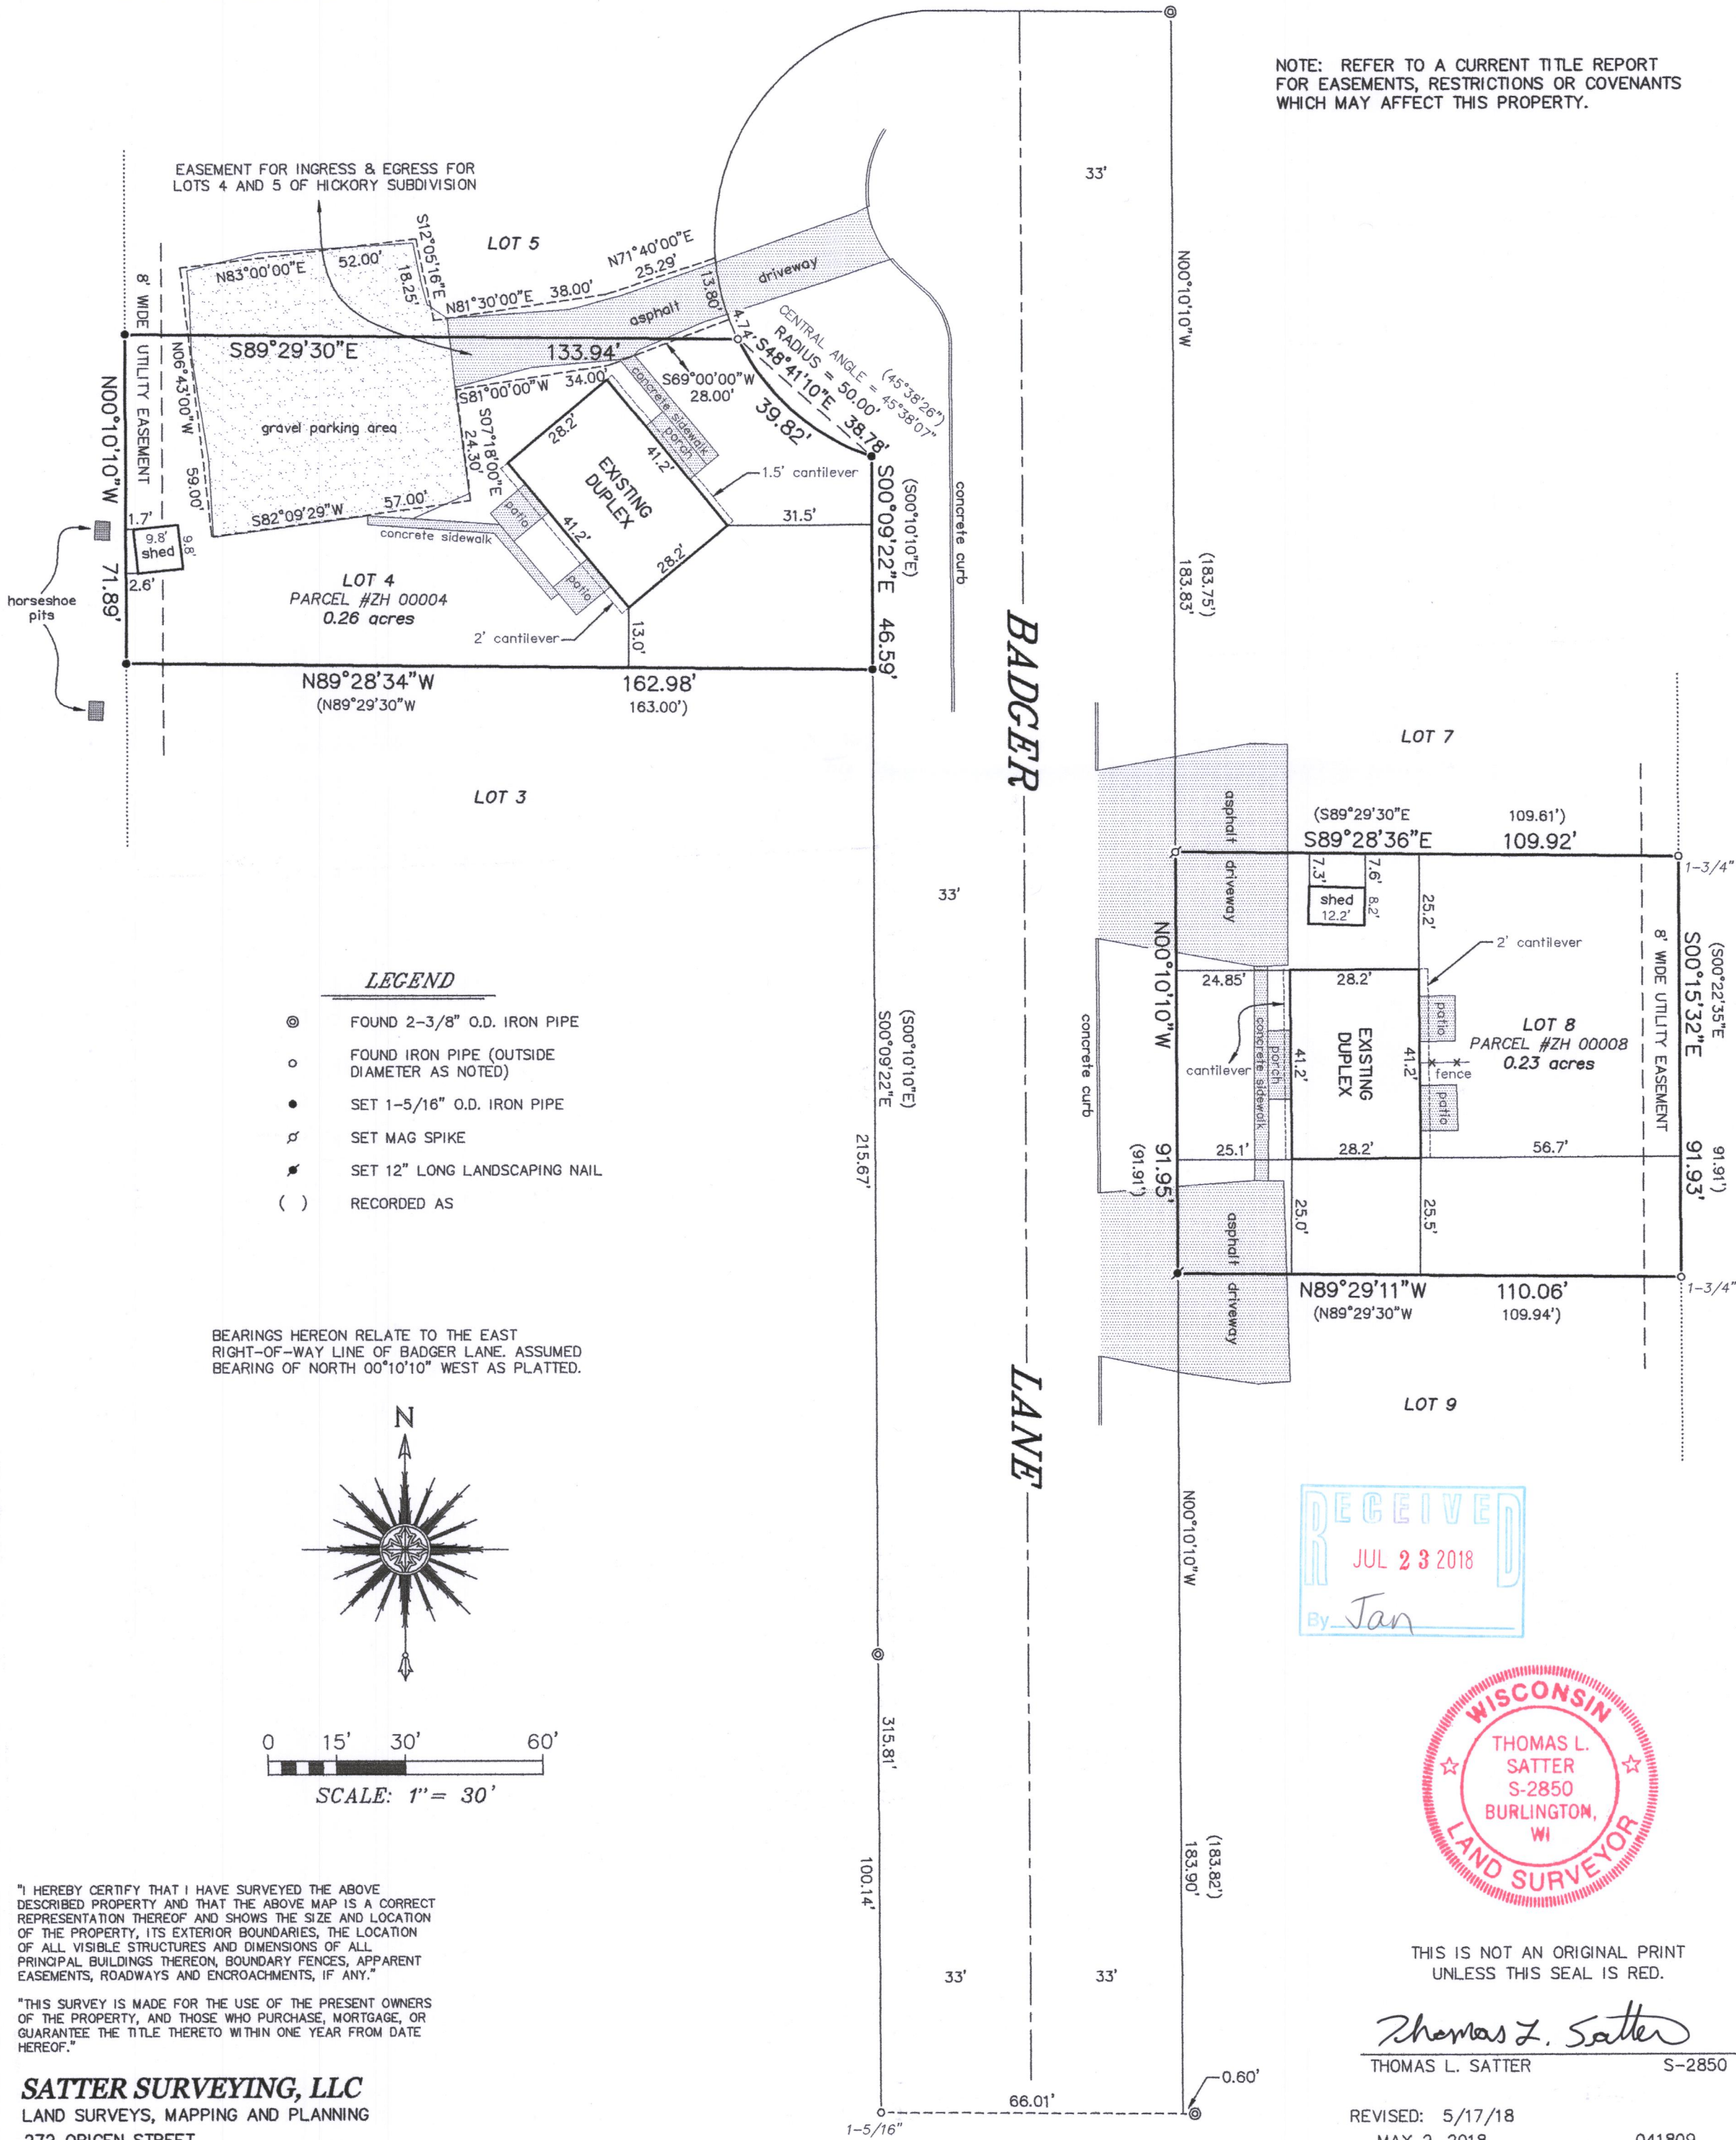 NOTE: REFER TO A CURRENT TITLE REPORT
FOR EASEMENTS, RESTRICTIONS OR COVENANTS
WHICH MAY AFFECT THIS PROPERTY.
EASEMENT FOR INGRESS & EGRESS FOR
LOTS 4 AND 5 OF HICKORY SUBDIVISION
33'
N00°10'10"W
(183.75')
183.83'
LOT 5
8' WIDE UTILITY EASEMENT
N83°00'00"E 52.00'
S12°05'16"E
18.25'
N81°30'00"E 38.00'
N71°40'00"E
25.29'
13.80'
4.74'
asphalt driveway
S89°29'30"E 133.94'
CENTRAL ANGLE = 45°38'07"
(45°38'26")
RADIUS = 50.00'
S48°41'10"E 38.78'
39.82'
S69°00'00"W
28.00'
S81°00'00"W 34.00'
S07°18'00"E
24.30'
N06°43'00"W
59.00'
S82°09'29"W 57.00'
gravel parking area
concrete sidewalk
porch
28.2'
41.2'
EXISTING
DUPLEX
41.2'
28.2'
patio
patio
1.5' cantilever
31.5'
concrete sidewalk
2' cantilever
13.0'
N00°10'10"W 71.89'
1.7'
9.8'
shed
9.8'
2.6'
horseshoe
pits
LOT 4
PARCEL #ZH 00004
0.26 acres
(S00°10'10"E)
S00°09'22"E 46.59'
concrete curb
N89°28'34"W 162.98'
(N89°29'30"W 163.00')
LOT 3
BADGER
LANE
33'
LOT 7
(S89°29'30"E 109.61')
S89°28'36"E 109.92'
1-3/4"
asphalt driveway
7.3'
7.6'
shed
12.2'
8.2'
25.2'
2' cantilever
8' WIDE UTILITY EASEMENT
(S00°22'35"E 91.91')
S00°15'32"E 91.93'
N00°10'10"W 91.95'
(91.91')
24.85'
28.2'
cantilever
concrete sidewalk
porch
41.2'
EXISTING
DUPLEX
41.2'
patio
fence
patio
LOT 8
PARCEL #ZH 00008
0.23 acres
concrete curb
25.1'
28.2'
56.7'
25.0'
25.5'
asphalt driveway
N89°29'11"W 110.06'
(N89°29'30"W 109.94')
1-3/4"
LOT 9
LEGEND
FOUND 2-3/8" O.D. IRON PIPE
FOUND IRON PIPE (OUTSIDE
DIAMETER AS NOTED)
SET 1-5/16" O.D. IRON PIPE
SET MAG SPIKE
SET 12" LONG LANDSCAPING NAIL
( ) RECORDED AS
(S00°10'10"E)
S00°09'22"E
215.67'
BEARINGS HEREON RELATE TO THE EAST
RIGHT-OF-WAY LINE OF BADGER LANE. ASSUMED
BEARING OF NORTH 00°10'10" WEST AS PLATTED.
N
0 15' 30' 60'
SCALE: 1"= 30'
N00°10'10"W
(183.82')
183.90'
315.81'
100.14'
33'
33'
66.01'
0.60'
1-5/16"
RECEIVED
JUL 23 2018
By Jan
WISCONSIN
THOMAS L.
SATTER
S-2850
BURLINGTON,
WI
LAND SURVEYOR
THIS IS NOT AN ORIGINAL PRINT
UNLESS THIS SEAL IS RED.
Thomas L. Satter
THOMAS L. SATTER S-2850
REVISED: 5/17/18
MAY 2, 2018 041809
"I HEREBY CERTIFY THAT I HAVE SURVEYED THE ABOVE
DESCRIBED PROPERTY AND THAT THE ABOVE MAP IS A CORRECT
REPRESENTATION THEREOF AND SHOWS THE SIZE AND LOCATION
OF THE PROPERTY, ITS EXTERIOR BOUNDARIES, THE LOCATION
OF ALL VISIBLE STRUCTURES AND DIMENSIONS OF ALL
PRINCIPAL BUILDINGS THEREON, BOUNDARY FENCES, APPARENT
EASEMENTS, ROADWAYS AND ENCROACHMENTS, IF ANY."
"THIS SURVEY IS MADE FOR THE USE OF THE PRESENT OWNERS
OF THE PROPERTY, AND THOSE WHO PURCHASE, MORTGAGE, OR
GUARANTEE THE TITLE THERETO WITHIN ONE YEAR FROM DATE
HEREOF."
SATTER SURVEYING, LLC
LAND SURVEYS, MAPPING AND PLANNING
272 ORIGEN STREET